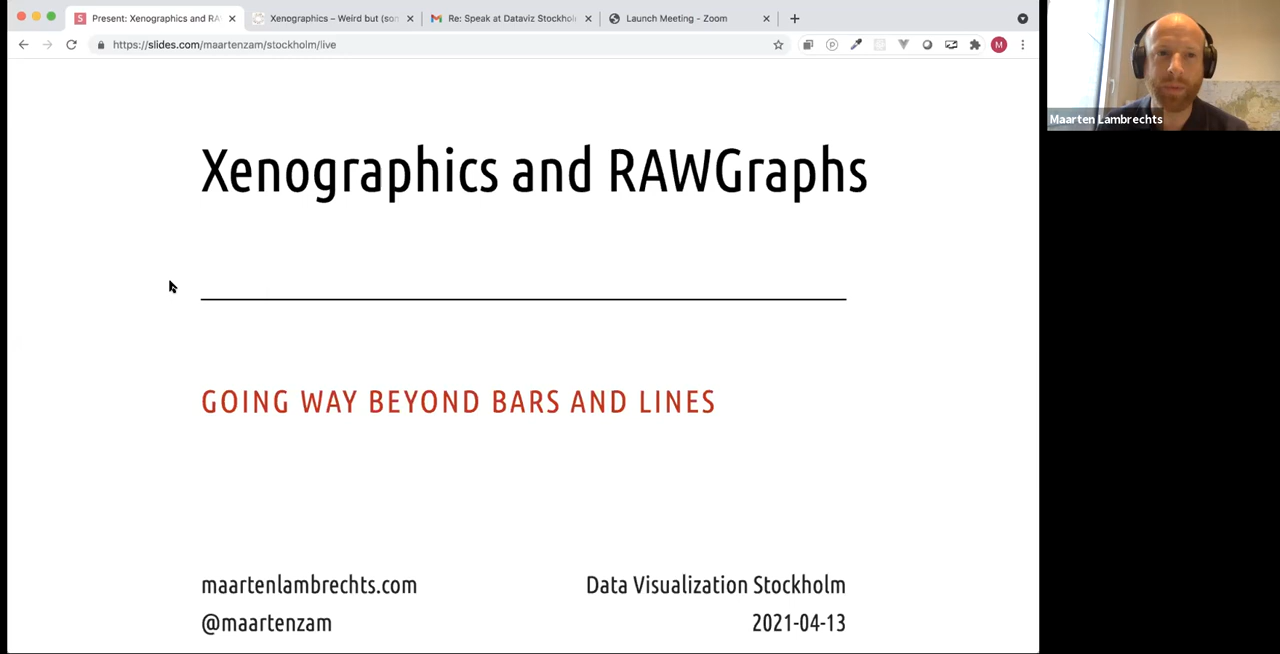 Present: Xenographics and RA
Xenographics – Weird but (so
Re: Speak at Dataviz Stockhol
Launch Meeting - Zoom
https://slides.com/maartenzam/stockholm/live
M
Maarten Lambrechts
Xenographics and RAWGraphs
GOING WAY BEYOND BARS AND LINES
maartenlambrechts.com
Data Visualization Stockholm
@maartenzam
2021-04-13